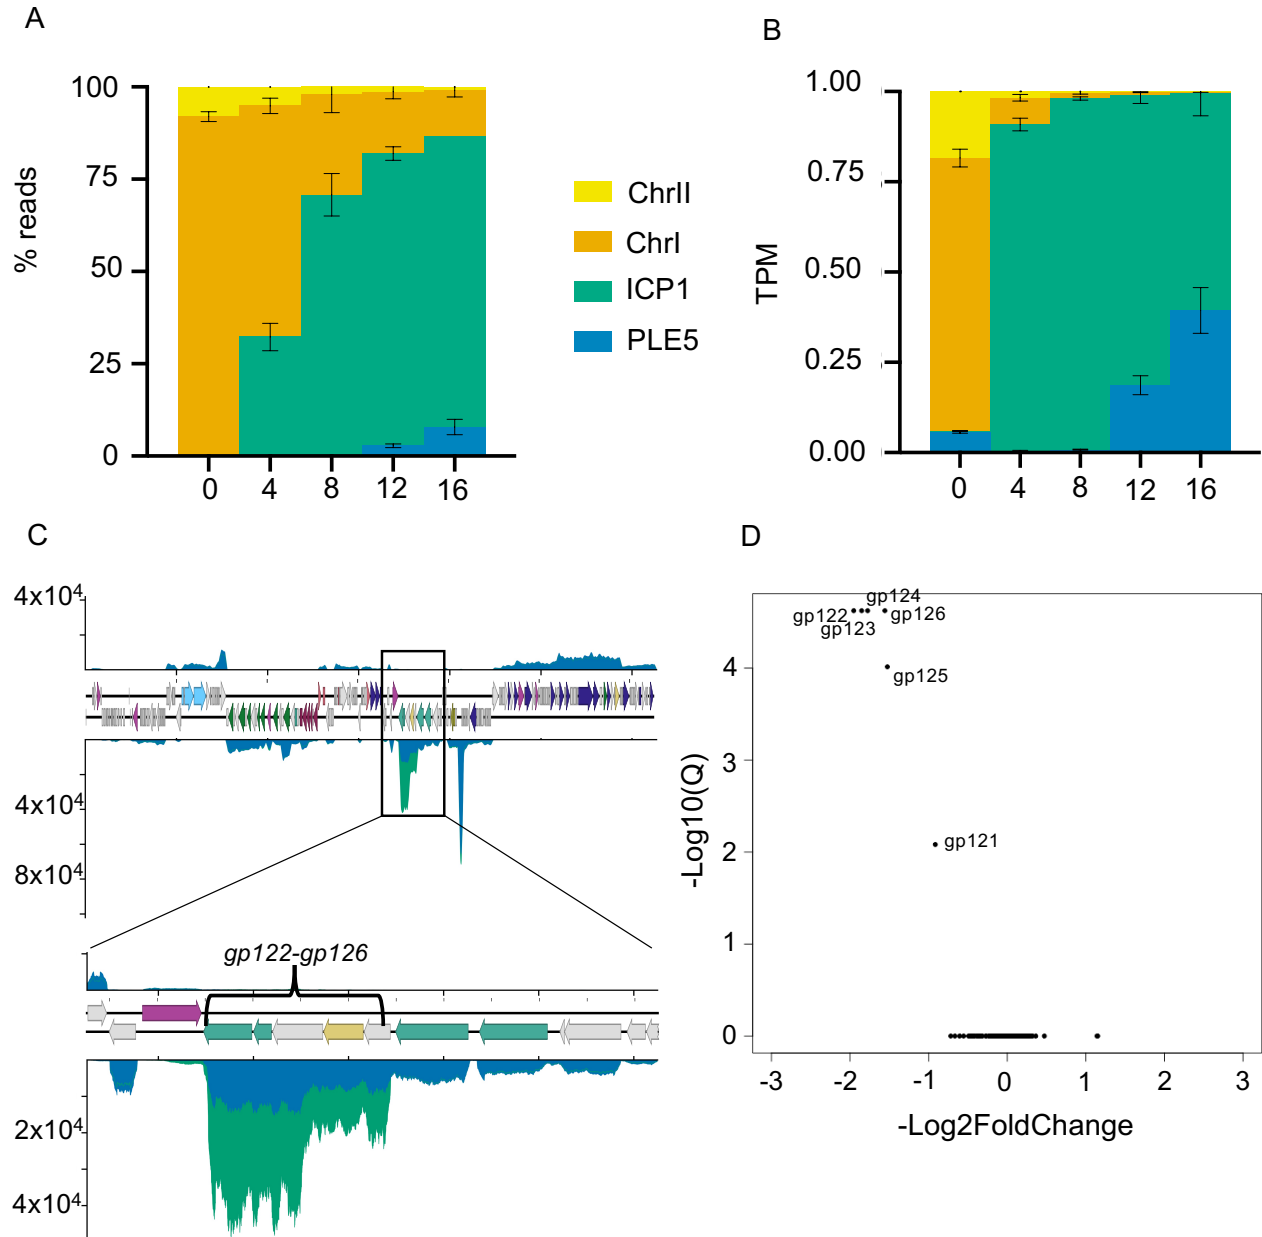 A
% reads
100
75
50
25
0
0 4 8 12 16
ChrII
ChrI
ICP1
PLE5
B
TPM
1.00
0.75
0.50
0.25
0.00
0 4 8 12 16
C
4x10⁴
4x10⁴
8x10⁴
gp122-gp126
2x10⁴
4x10⁴
D
gp124
gp122 gp126
gp123
gp125
gp121
-Log10(Q)
4
3
2
1
0
-3 -2 -1 0 1 2 3
-Log2FoldChange